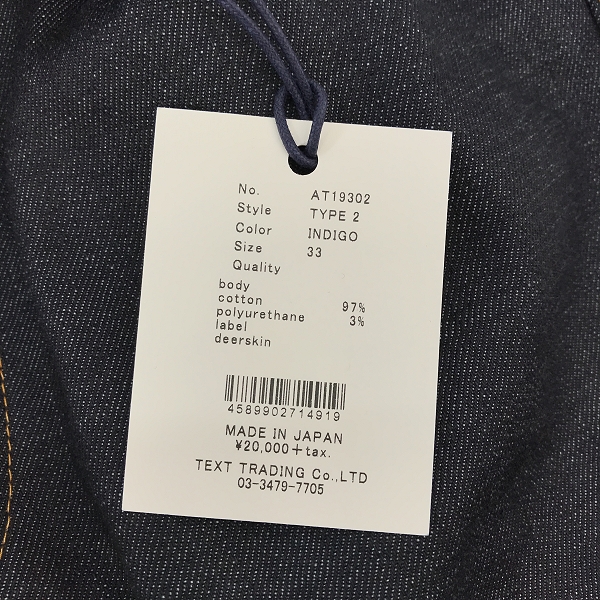 No. AT19302
Style TYPE 2
Color INDIGO
Size 33
Quality
body
cotton 97%
polyurethane 3%
label
deerskin
4589902714919
MADE IN JAPAN
¥20,000+tax.
TEXT TRADING Co.,LTD
03-3479-7705